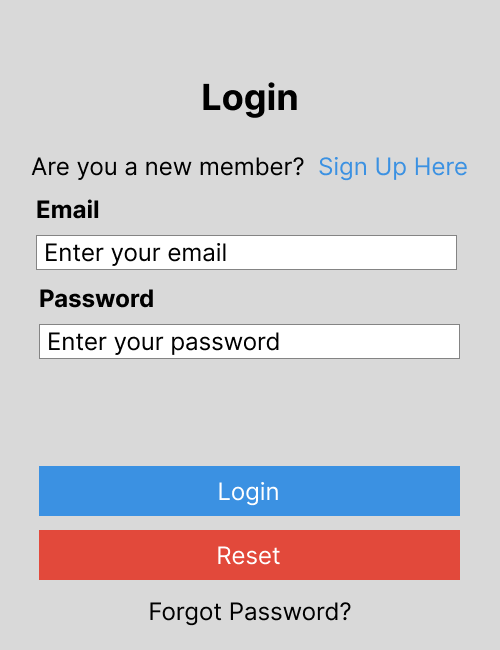 Login
Are you a new member? Sign Up Here
Email
Enter your email
Password
Enter your password
Login
Reset
Forgot Password?